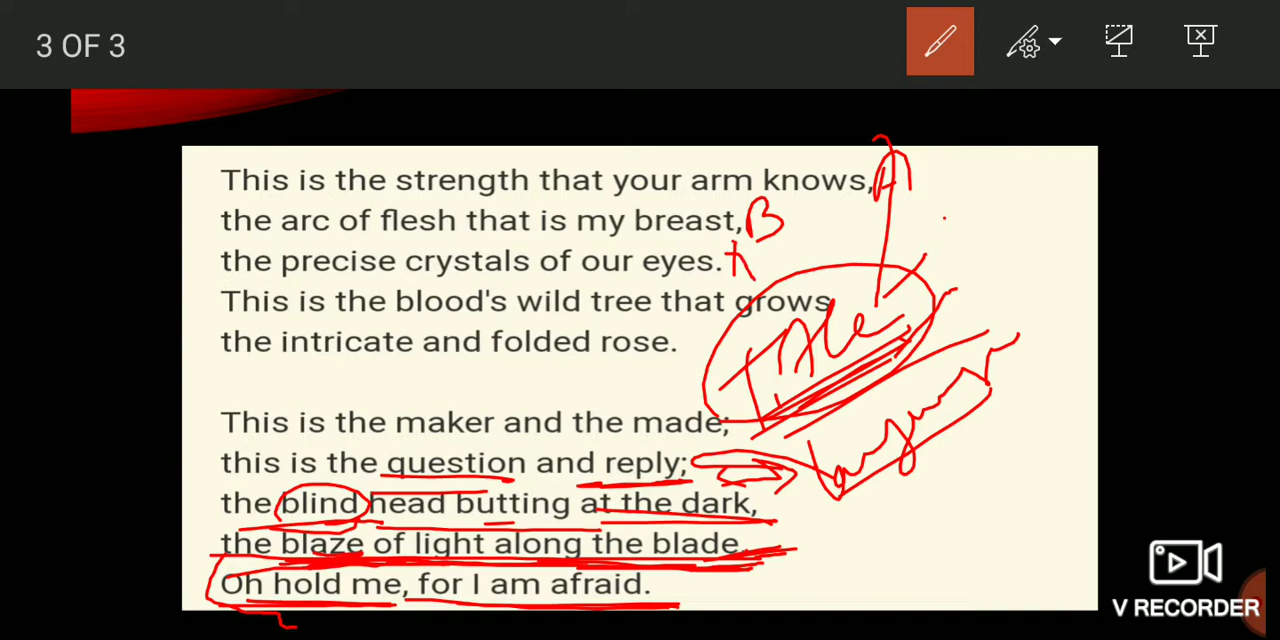 3 OF 3
This is the strength that your arm knows, A
the arc of flesh that is my breast, B
the precise crystals of our eyes. A
This is the blood's wild tree that grows
the intricate and folded rose.
Title
This is the maker and the made;
this is the question and reply;
the blind head butting at the dark,
the blaze of light along the blade.
Oh hold me, for I am afraid.
V RECORDER